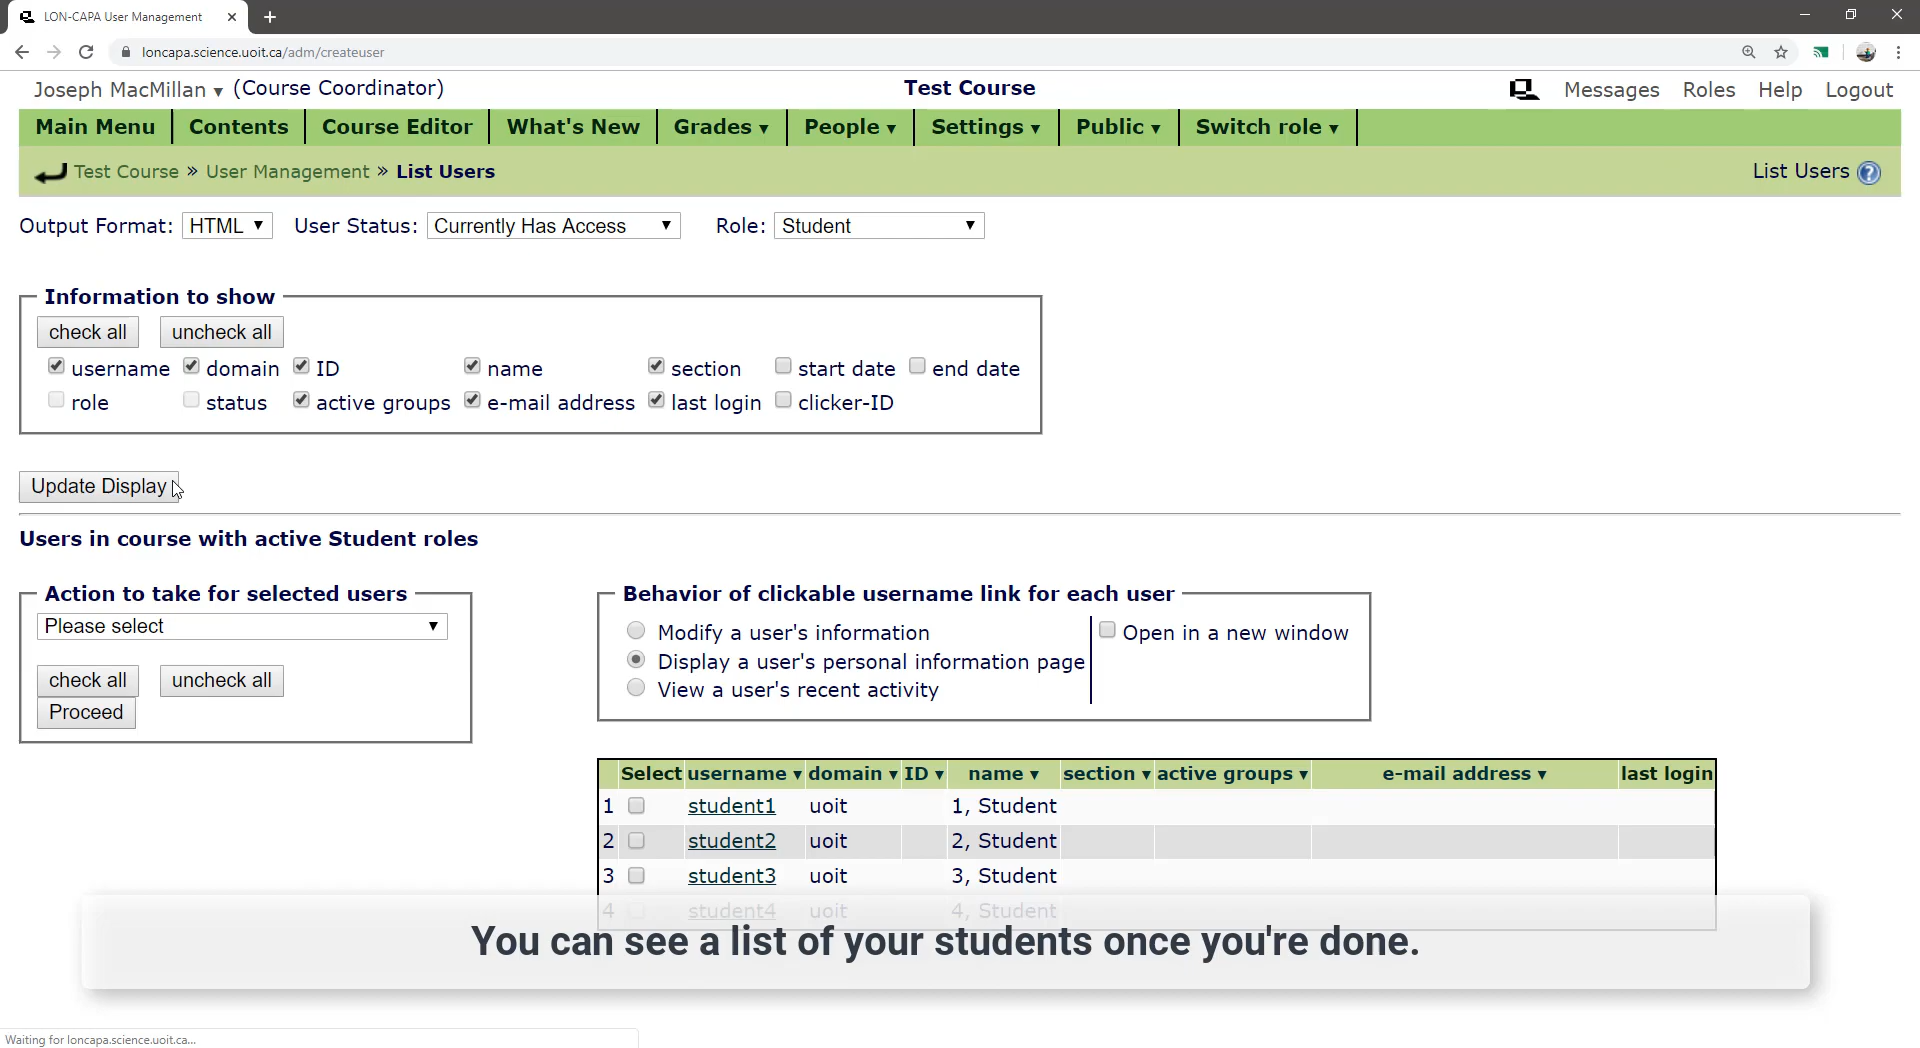 LON-CAPA User Management
loncapa.science.uoit.ca/adm/createuser
Joseph MacMillan ▾ (Course Coordinator) Test Course Messages Roles Help Logout
Main Menu Contents Course Editor What's New Grades ▾ People ▾ Settings ▾ Public ▾ Switch role ▾
Test Course » User Management » List Users List Users ?
Output Format: HTML ▼ User Status: Currently Has Access ▼ Role: Student ▼
Information to show
check all uncheck all
username domain ID name section start date end date
role status active groups e-mail address last login clicker-ID
Update Display
Users in course with active Student roles
Action to take for selected users
Please select ▼
check all uncheck all
Proceed
Behavior of clickable username link for each user
Modify a user's information Open in a new window
Display a user's personal information page
View a user's recent activity
Select username ▾ domain ▾ ID ▾ name ▾ section ▾ active groups ▾ e-mail address ▾ last login
1 student1 uoit 1, Student
2 student2 uoit 2, Student
3 student3 uoit 3, Student
4 student4 uoit 4, Student
You can see a list of your students once you're done.
Waiting for loncapa.science.uoit.ca...